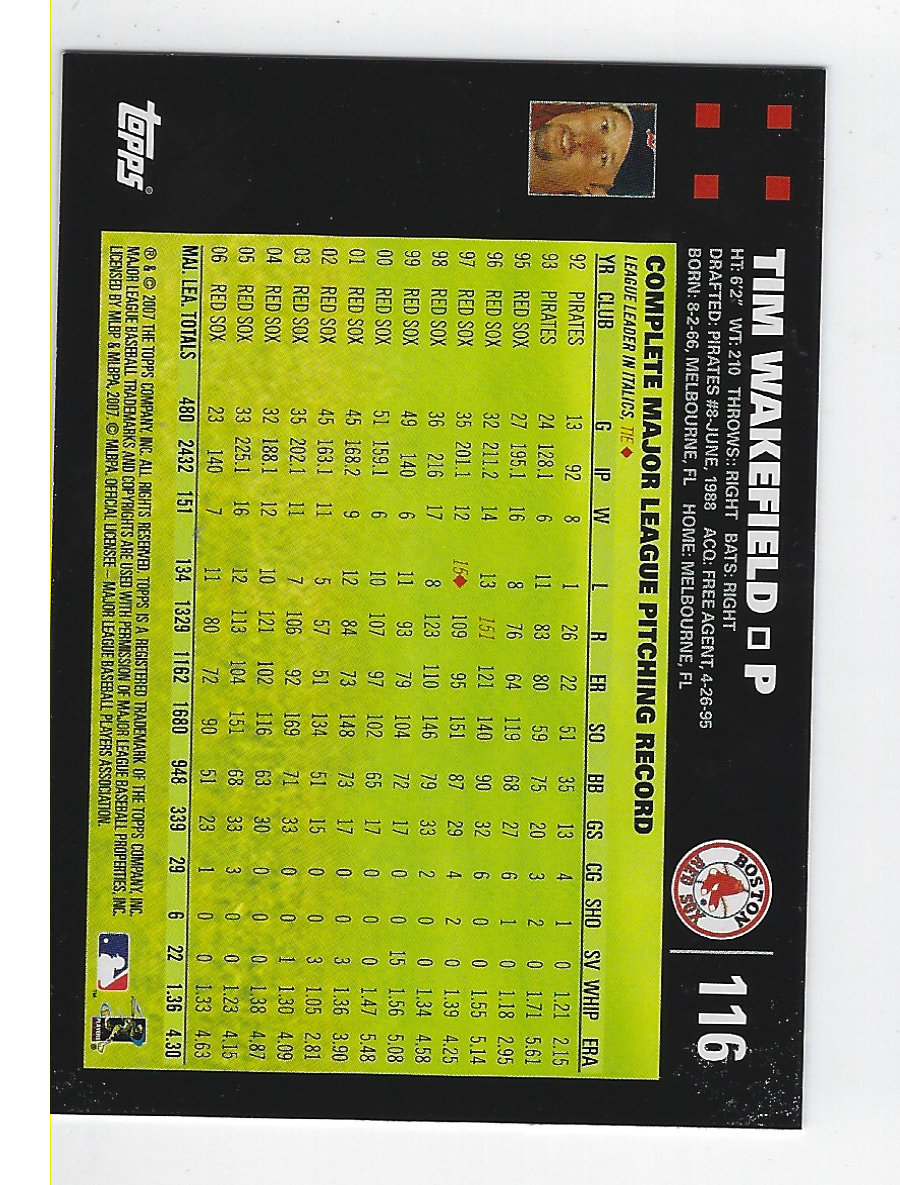 TIM WAKEFIELD □ P
116
HT: 6'2" WT: 210 THROWS:: RIGHT BATS: RIGHT
DRAFTED: PIRATES #8-JUNE, 1988 ACQ: FREE AGENT, 4-26-95
BORN: 8-2-66, MELBOURNE, FL HOME: MELBOURNE, FL
BOSTON
RED SOX
COMPLETE MAJOR LEAGUE PITCHING RECORD
LEAGUE LEADER IN ITALICS TIE ♦
YR CLUB G IP W L R ER SO BB GS CG SHO SV WHIP ERA
92 PIRATES 13 92 8 1 26 22 51 35 13 4 1 0 1.21 2.15
93 PIRATES 24 128.1 6 11 83 80 59 75 20 3 2 0 1.71 5.61
95 RED SOX 27 195.1 16 8 76 64 119 68 27 6 1 0 1.18 2.95
96 RED SOX 32 211.2 14 13 151 121 140 90 32 6 0 0 1.55 5.14
97 RED SOX 35 201.1 12 15♦ 109 95 151 87 29 4 2 0 1.39 4.25
98 RED SOX 36 216 17 8 123 110 146 79 33 2 0 0 1.34 4.58
99 RED SOX 49 140 6 11 93 79 104 72 17 0 0 15 1.56 5.08
00 RED SOX 51 159.1 6 10 107 97 102 65 17 0 0 0 1.47 5.48
01 RED SOX 45 168.2 9 12 84 73 148 73 17 0 0 3 1.36 3.90
02 RED SOX 45 163.1 11 5 57 51 134 51 15 0 0 3 1.05 2.81
03 RED SOX 35 202.1 11 7 106 92 169 71 33 0 0 1 1.30 4.09
04 RED SOX 32 188.1 12 10 121 102 116 63 30 0 0 0 1.38 4.87
05 RED SOX 33 225.1 16 12 113 104 151 68 33 3 0 0 1.23 4.15
06 RED SOX 23 140 7 11 80 72 90 51 23 1 0 0 1.33 4.63
MAJ. LEA. TOTALS 480 2432 151 134 1329 1162 1680 948 339 29 6 22 1.36 4.30
® & © 2007 THE TOPPS COMPANY, INC. ALL RIGHTS RESERVED. TOPPS IS A REGISTERED TRADEMARK OF THE TOPPS COMPANY, INC.
MAJOR LEAGUE BASEBALL TRADEMARKS AND COPYRIGHTS ARE USED WITH PERMISSION OF MAJOR LEAGUE BASEBALL PROPERTIES, INC.
LICENSED BY MLBP & MLBPA, 2007. © MLBPA, OFFICIAL LICENSEE – MAJOR LEAGUE BASEBALL PLAYERS ASSOCIATION.
topps®